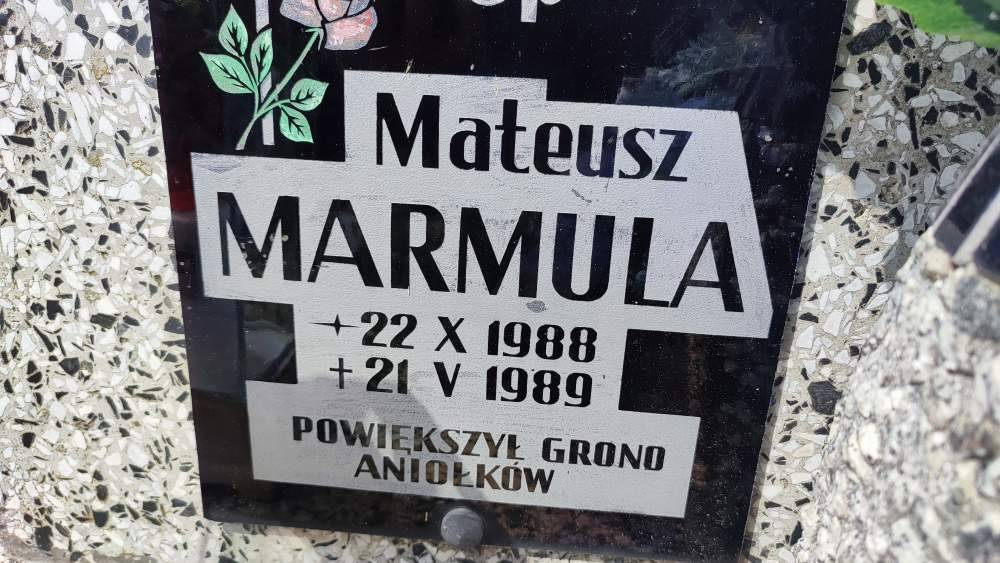 Mateusz
MARMULA
22 X 1988
+ 21 V 1989
POWIĘKSZYŁ GRONO
ANIOŁKÓW